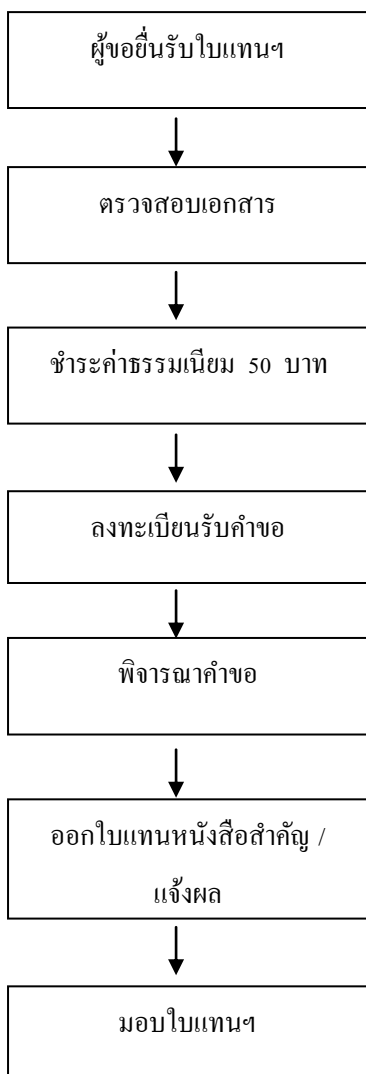 ผู้ขอยื่นรับใบแทนฯ
ตรวจสอบเอกสาร
ชำระค่าธรรมเนียม 50 บาท
ลงทะเบียนรับคำขอ
พิจารณาคำขอ
ออกใบแทนหนังสือสำคัญ /
แจ้งผล
มอบใบแทนฯ